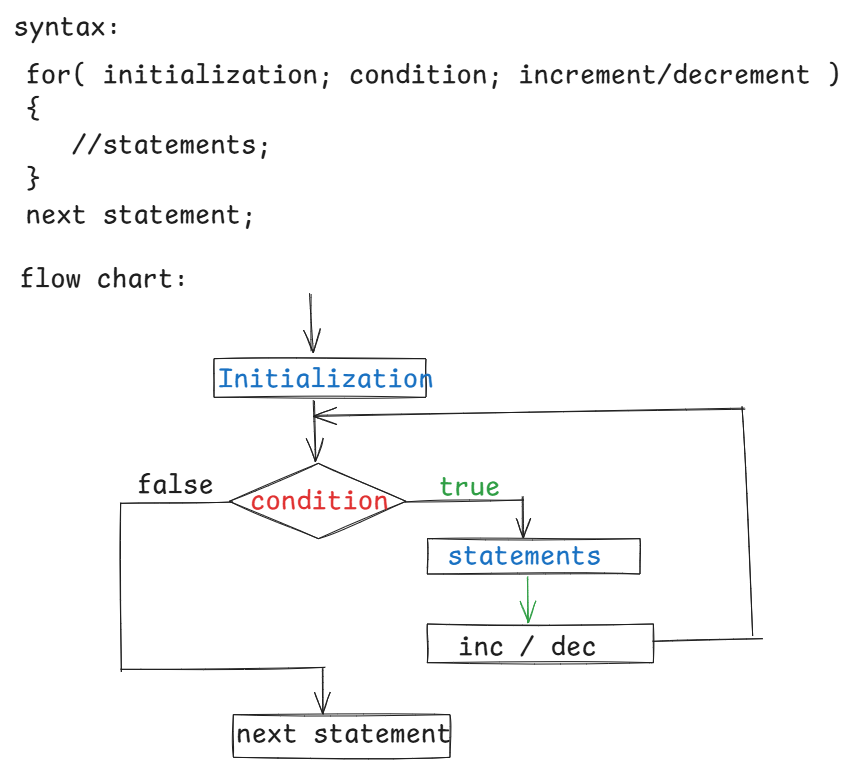 syntax:
for( initialization; condition; increment/decrement )
{
//statements;
}
next statement;
flow chart:
Initialization
false
condition
true
statements
inc / dec
next statement